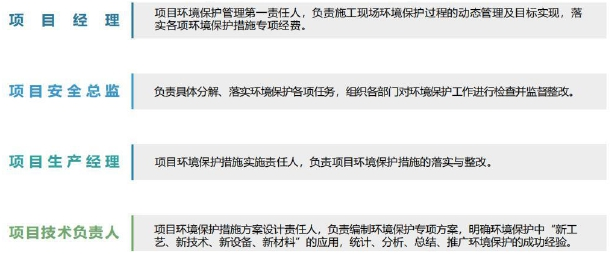 项目经理
项目环境保护管理第一责任人，负责施工现场环境保护过程的动态管理及目标实现，落
实各项环境保护措施专项经费。
项目安全总监
负责具体分解、落实环境保护各项任务，组织各部门对环境保护工作进行检查并监督整改。
项目生产经理
项目环境保护措施实施责任人，负责项目环境保护措施的落实与整改。
项目技术负责人
项目环境保护措施方案设计责任人，负责编制环境保护专项方案，明确环境保护中“新工
艺、新技术、新设备、新材料”的应用，统计、分析、总结、推广环境保护的成功经验。